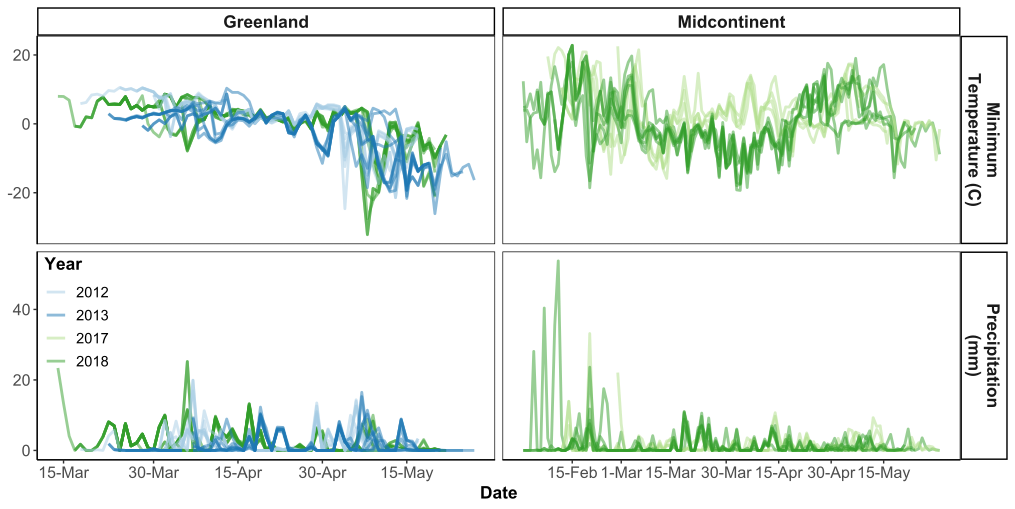 Greenland
Midcontinent
20
0
-20
Minimum
Temperature (C)
Year
2012
2013
2017
2018
40
20
0
Precipitation
(mm)
15-Mar 30-Mar 15-Apr 30-Apr 15-May
15-Feb 1-Mar 15-Mar 30-Mar 15-Apr 30-Apr 15-May
Date